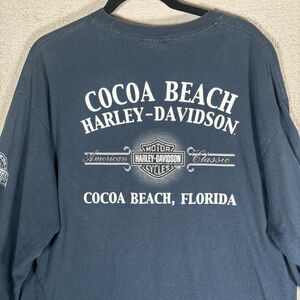 COCOA BEACH
HARLEY-DAVIDSON
MOTOR
American HARLEY-DAVIDSON Classic
CYCLES
COCOA BEACH, FLORIDA